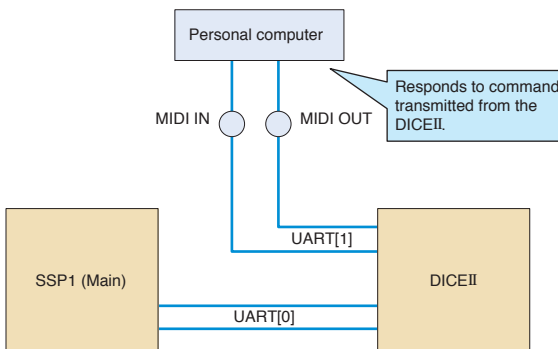 Personal computer
Responds to command
transmitted from the
DICEII.
MIDI IN
MIDI OUT
UART[1]
SSP1 (Main)
DICEII
UART[0]